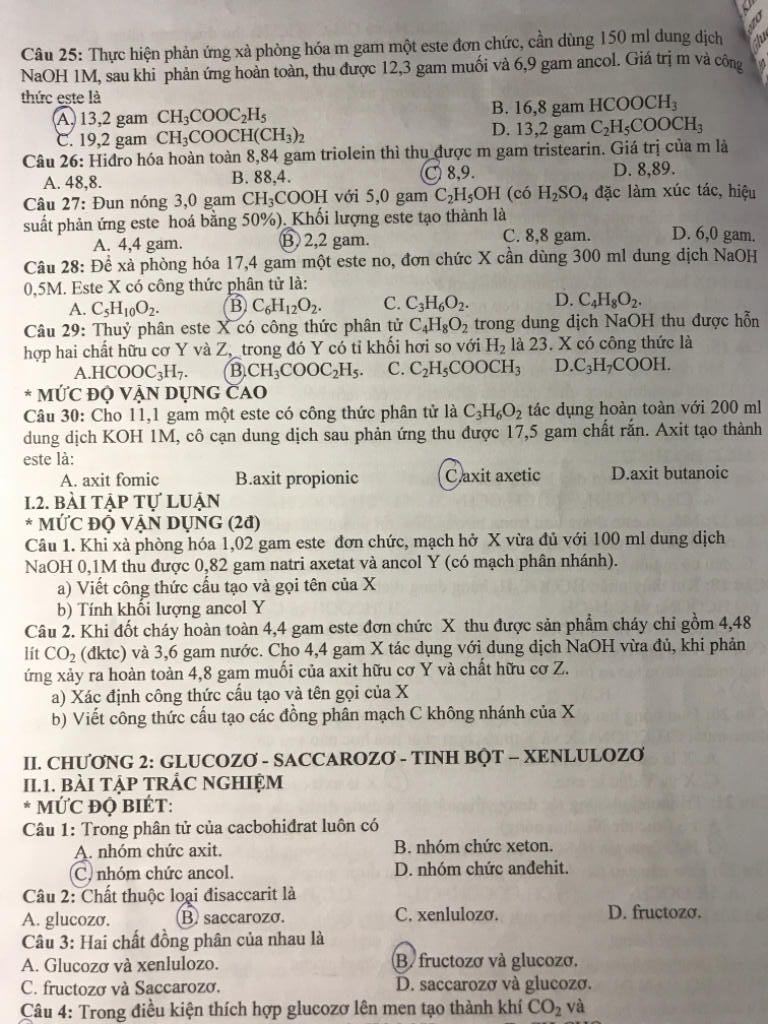 Câu 25: Thực hiện phản ứng xà phòng hóa m gam một este đơn chức, cần dùng 150 ml dung dịch
NaOH 1M, sau khi phản ứng hoàn toàn, thu được 12,3 gam muối và 6,9 gam ancol. Giá trị m và công
thức este là
A. 13,2 gam CH₃COOC₂H₅ B. 16,8 gam HCOOCH₃
C. 19,2 gam CH₃COOCH(CH₃)₂ D. 13,2 gam C₂H₅COOCH₃
Câu 26: Hiđro hóa hoàn toàn 8,84 gam triolein thì thu được m gam tristearin. Giá trị của m là
A. 48,8. B. 88,4. C. 8,9. D. 8,89.
Câu 27: Đun nóng 3,0 gam CH₃COOH với 5,0 gam C₂H₅OH (có H₂SO₄ đặc làm xúc tác, hiệu
suất phản ứng este hoá bằng 50%). Khối lượng este tạo thành là
A. 4,4 gam. B. 2,2 gam. C. 8,8 gam. D. 6,0 gam.
Câu 28: Để xà phòng hóa 17,4 gam một este no, đơn chức X cần dùng 300 ml dung dịch NaOH
0,5M. Este X có công thức phân tử là:
A. C₅H₁₀O₂. B. C₆H₁₂O₂. C. C₃H₆O₂. D. C₄H₈O₂.
Câu 29: Thuỷ phân este X có công thức phân tử C₄H₈O₂ trong dung dịch NaOH thu được hỗn
hợp hai chất hữu cơ Y và Z, trong đó Y có tỉ khối hơi so với H₂ là 23. X có công thức là
A.HCOOC₃H₇. B.CH₃COOC₂H₅. C. C₂H₅COOCH₃ D.C₃H₇COOH.
* MỨC ĐỘ VẬN DỤNG CAO
Câu 30: Cho 11,1 gam một este có công thức phân tử là C₃H₆O₂ tác dụng hoàn toàn với 200 ml
dung dịch KOH 1M, cô cạn dung dịch sau phản ứng thu được 17,5 gam chất rắn. Axit tạo thành
este là:
A. axit fomic B.axit propionic C.axit axetic D.axit butanoic
I.2. BÀI TẬP TỰ LUẬN
* MỨC ĐỘ VẬN DỤNG (2đ)
Câu 1. Khi xà phòng hóa 1,02 gam este đơn chức, mạch hở X vừa đủ với 100 ml dung dịch
NaOH 0,1M thu được 0,82 gam natri axetat và ancol Y (có mạch phân nhánh).
a) Viết công thức cấu tạo và gọi tên của X
b) Tính khối lượng ancol Y
Câu 2. Khi đốt cháy hoàn toàn 4,4 gam este đơn chức X thu được sản phẩm cháy chỉ gồm 4,48
lít CO₂ (đktc) và 3,6 gam nước. Cho 4,4 gam X tác dụng với dung dịch NaOH vừa đủ, khi phản
ứng xảy ra hoàn toàn 4,8 gam muối của axit hữu cơ Y và chất hữu cơ Z.
a) Xác định công thức cấu tạo và tên gọi của X
b) Viết công thức cấu tạo các đồng phân mạch C không nhánh của X
II. CHƯƠNG 2: GLUCOZƠ - SACCAROZƠ - TINH BỘT – XENLULOZƠ
II.1. BÀI TẬP TRẮC NGHIỆM
* MỨC ĐỘ BIẾT:
Câu 1: Trong phân tử của cacbohiđrat luôn có
A. nhóm chức axit. B. nhóm chức xeton.
C. nhóm chức ancol. D. nhóm chức anđehit.
Câu 2: Chất thuộc loại đisaccarit là
A. glucozơ. B. saccarozơ. C. xenlulozơ. D. fructozơ.
Câu 3: Hai chất đồng phân của nhau là
A. Glucozơ và xenlulozo. B. fructozơ và glucozơ.
C. fructozơ và Saccarozơ. D. saccarozơ và glucozơ.
Câu 4: Trong điều kiện thích hợp glucozơ lên men tạo thành khí CO₂ và